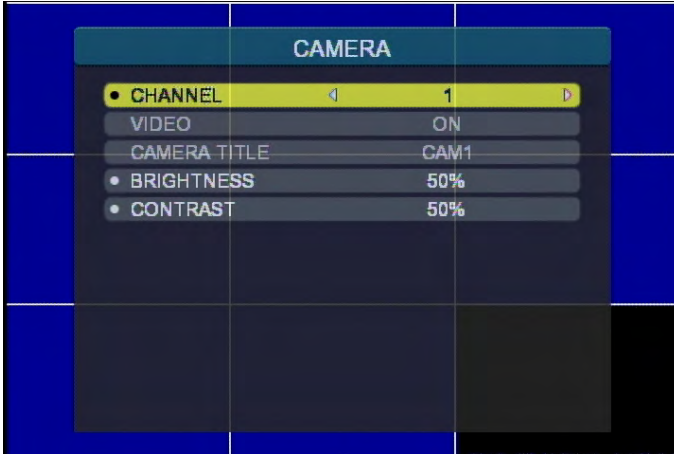 CAMERA
CHANNEL 1
VIDEO ON
CAMERA TITLE CAM1
BRIGHTNESS 50%
CONTRAST 50%